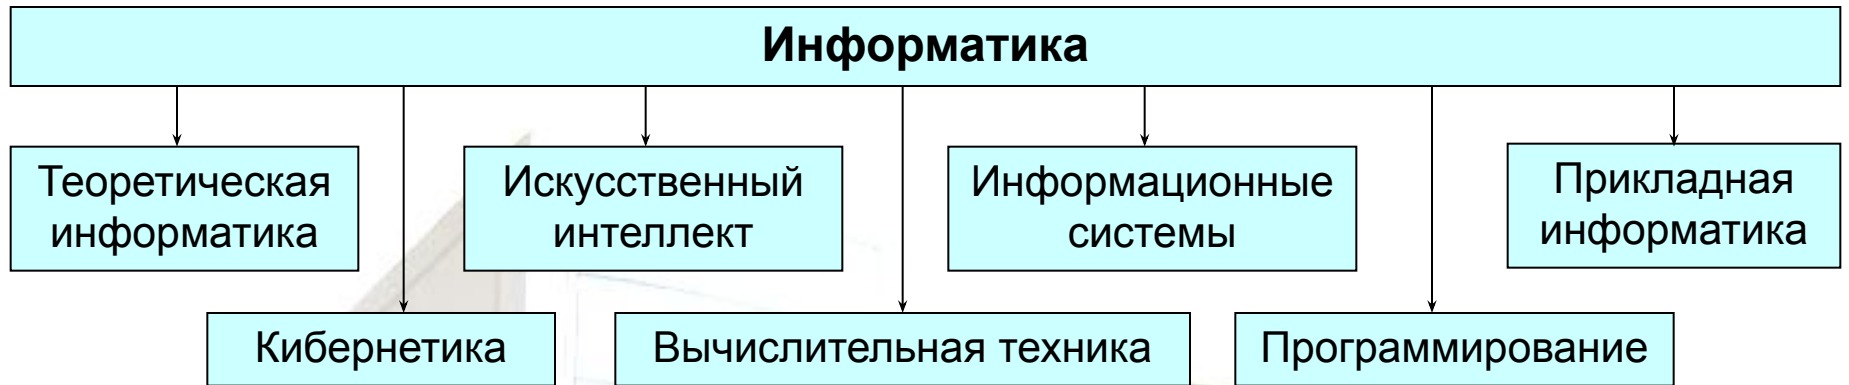 Информатика
Теоретическая
информатика
Искусственный
интеллект
Информационные
системы
Прикладная
информатика
Кибернетика
Вычислительная техника
Программирование